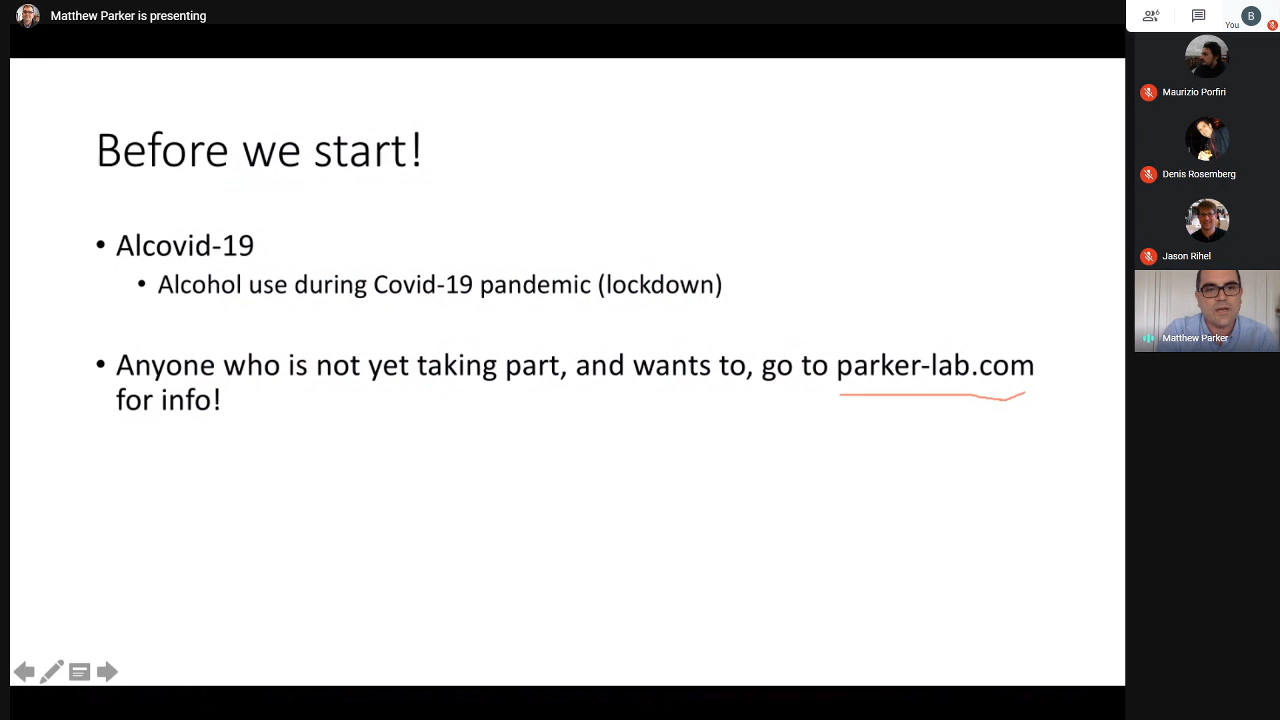 Matthew Parker is presenting
6
You
B
Before we start!
• Alcovid-19
• Alcohol use during Covid-19 pandemic (lockdown)
• Anyone who is not yet taking part, and wants to, go to parker-lab.com
for info!
Maurizio Porfiri
Denis Rosemberg
Jason Rihel
Matthew Parker